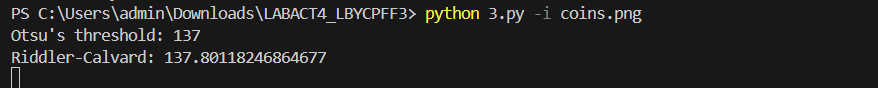 PS C:\Users\admin\Downloads\LABACT4_LBYCPFF3> python 3.py -i coins.png
Otsu's threshold: 137
Riddler-Calvard: 137.80118246864677